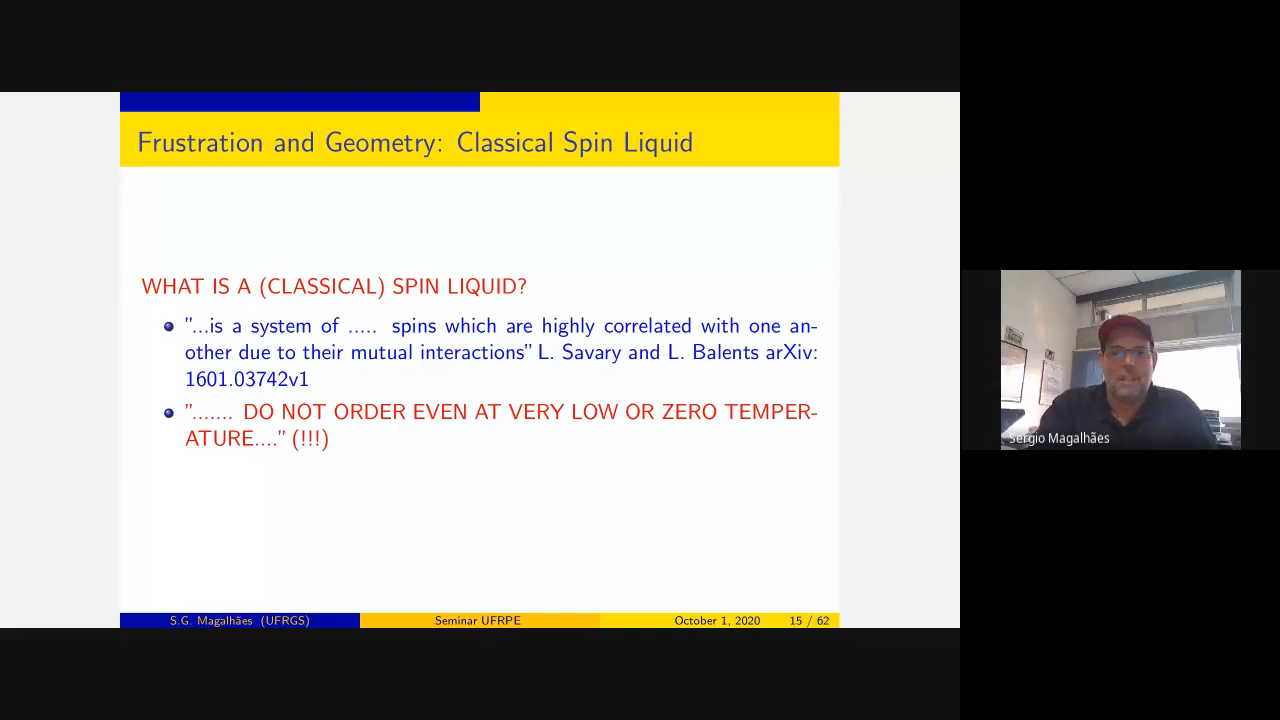 Frustration and Geometry: Classical Spin Liquid
WHAT IS A (CLASSICAL) SPIN LIQUID?
"...is a system of ..... spins which are highly correlated with one an-
other due to their mutual interactions" L. Savary and L. Balents arXiv:
1601.03742v1
"....... DO NOT ORDER EVEN AT VERY LOW OR ZERO TEMPER-
ATURE...." (!!!)
S.G. Magalhães (UFRGS) Seminar UFRPE October 1, 2020 15 / 62
Sergio Magalhães